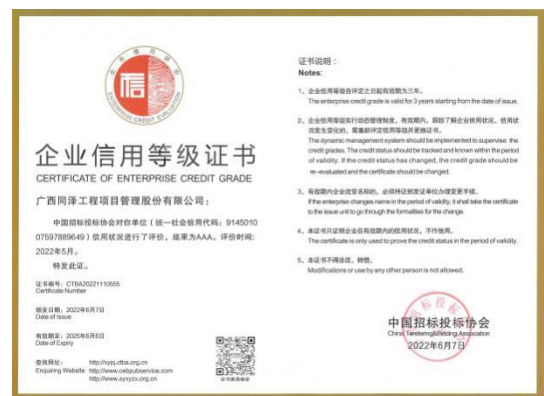 企业信用评价
信
ENTERPRISE CREDIT EVALUATION
企业信用等级证书
CERTIFICATE OF ENTERPRISE CREDIT GRADE
广西同泽工程项目管理股份有限公司：
中国招标投标协会对你单位（统一社会信用代码：9145010
07597889649）信用状况进行了评价，结果为AAA。评价时间：
2022年5月。
特发此证。
证书编号：CTBA20221110655
Certificate Number
颁发日期：2022年6月7日
Date of Issue
有效期至：2025年6月6日
Date of Expiry
查询网址：http://xypj.ctba.org.cn
Enquiring Website http://www.cebpubservice.com
http://www.syxyzx.org.cn
证书真伪验证
证书说明：
Notes:
1、企业信用等级自评定之日起有效期为三年。
The enterprise credit grade is valid for 3 years starting from the date of issue.
2、企业信用等级实行动态管理制度。有效期内，跟踪了解企业信用状况。信用状
况发生变化的，需重新评定信用等级并更换证书。
The dynamic management system should be implemented to supervise the
credit grades. The credit status should be tracked and known within the period
of validity. If the credit status has changed, the credit grade should be
re-evaluated and the certificate should be changed.
3、有效期内企业改变名称的，必须持证到发证单位办理变更手续。
If the enterprise changes name in the period of validity, it shall take the certificate
to the issue unit to go through the formalities for the change.
4、本证书只证明企业在有效期内的信用状况，不作他用。
The certificate is only used to prove the credit status in the period of validity.
5、本证书不得涂改、转借。
Modifications or use by any other person is not allowed.
中国招标投标协会
China Tendering&Bidding Association
2022年6月7日